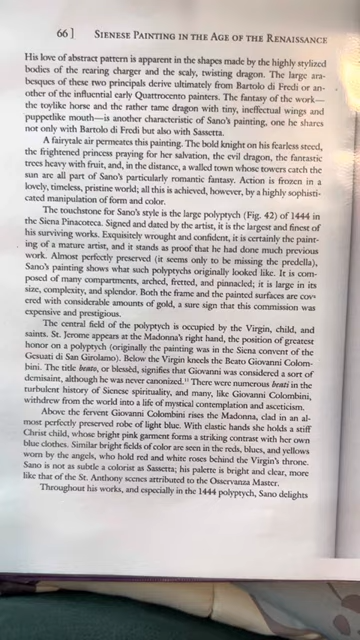 66 ] SIENESE PAINTING IN THE AGE OF THE RENAISSANCE
His love of abstract pattern is apparent in the shapes made by the highly stylized
bodies of the rearing charger and the scaly, twisting dragon. The large ara-
besques of these two principals derive ultimately from Bartolo di Fredi or an-
other of the influential early Quattrocento painters. The fantasy of the work—
the toylike horse and the rather tame dragon with tiny, ineffectual wings and
puppetlike mouth—is another characteristic of Sano's painting, one he shares
not only with Bartolo di Fredi but also with Sassetta.
A fairytale air permeates this painting. The bold knight on his fearless steed,
the frightened princess praying for her salvation, the evil dragon, the fantastic
trees heavy with fruit, and, in the distance, a walled town whose towers catch the
sun are all part of Sano's particularly romantic fantasy. Action is frozen in a
lovely, timeless, pristine world; all this is achieved, however, by a highly sophisti-
cated manipulation of form and color.
The touchstone for Sano's style is the large polyptych (Fig. 42) of 1444 in
the Siena Pinacoteca. Signed and dated by the artist, it is the largest and finest of
his surviving works. Exquisitely wrought and confident, it is certainly the paint-
ing of a mature artist, and it stands as proof that he had done much previous
work. Almost perfectly preserved (it seems only to be missing the predella),
Sano's painting shows what such polyptychs originally looked like. It is com-
posed of many compartments, arched, fretted, and pinnacled; it is large in its
size, complexity, and splendor. Both the frame and the painted surfaces are cov-
ered with considerable amounts of gold, a sure sign that this commission was
expensive and prestigious.
The central field of the polyptych is occupied by the Virgin, child, and
saints. St. Jerome appears at the Madonna's right hand, the position of greatest
honor on a polyptych (originally the painting was in the Siena convent of the
Gesuati di San Girolamo). Below the Virgin kneels the Beato Giovanni Colom-
bini. The title beato, or blessèd, signifies that Giovanni was considered a sort of
demisaint, although he was never canonized.¹¹ There were numerous beati in the
turbulent history of Sienese spirituality, and many, like Giovanni Colombini,
withdrew from the world into a life of mystical contemplation and asceticism.
Above the fervent Giovanni Colombini rises the Madonna, clad in an al-
most perfectly preserved robe of light blue. With elastic hands she holds a stiff
Christ child, whose bright pink garment forms a striking contrast with her own
blue clothes. Similar bright fields of color are seen in the reds, blues, and yellows
worn by the angels, who hold red and white roses behind the Virgin's throne.
Sano is not as subtle a colorist as Sassetta; his palette is bright and clear, more
like that of the St. Anthony scenes attributed to the Osservanza Master.
Throughout his works, and especially in the 1444 polyptych, Sano delights